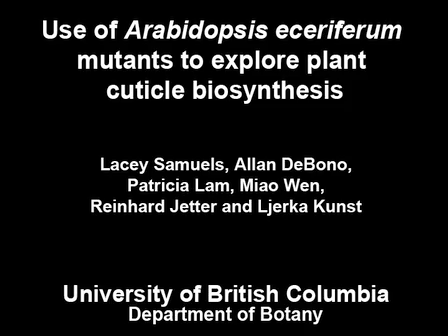 Use of Arabidopsis eceriferum
mutants to explore plant
cuticle biosynthesis
Lacey Samuels, Allan DeBono,
Patricia Lam, Miao Wen,
Reinhard Jetter and Ljerka Kunst
University of British Columbia
Department of Botany